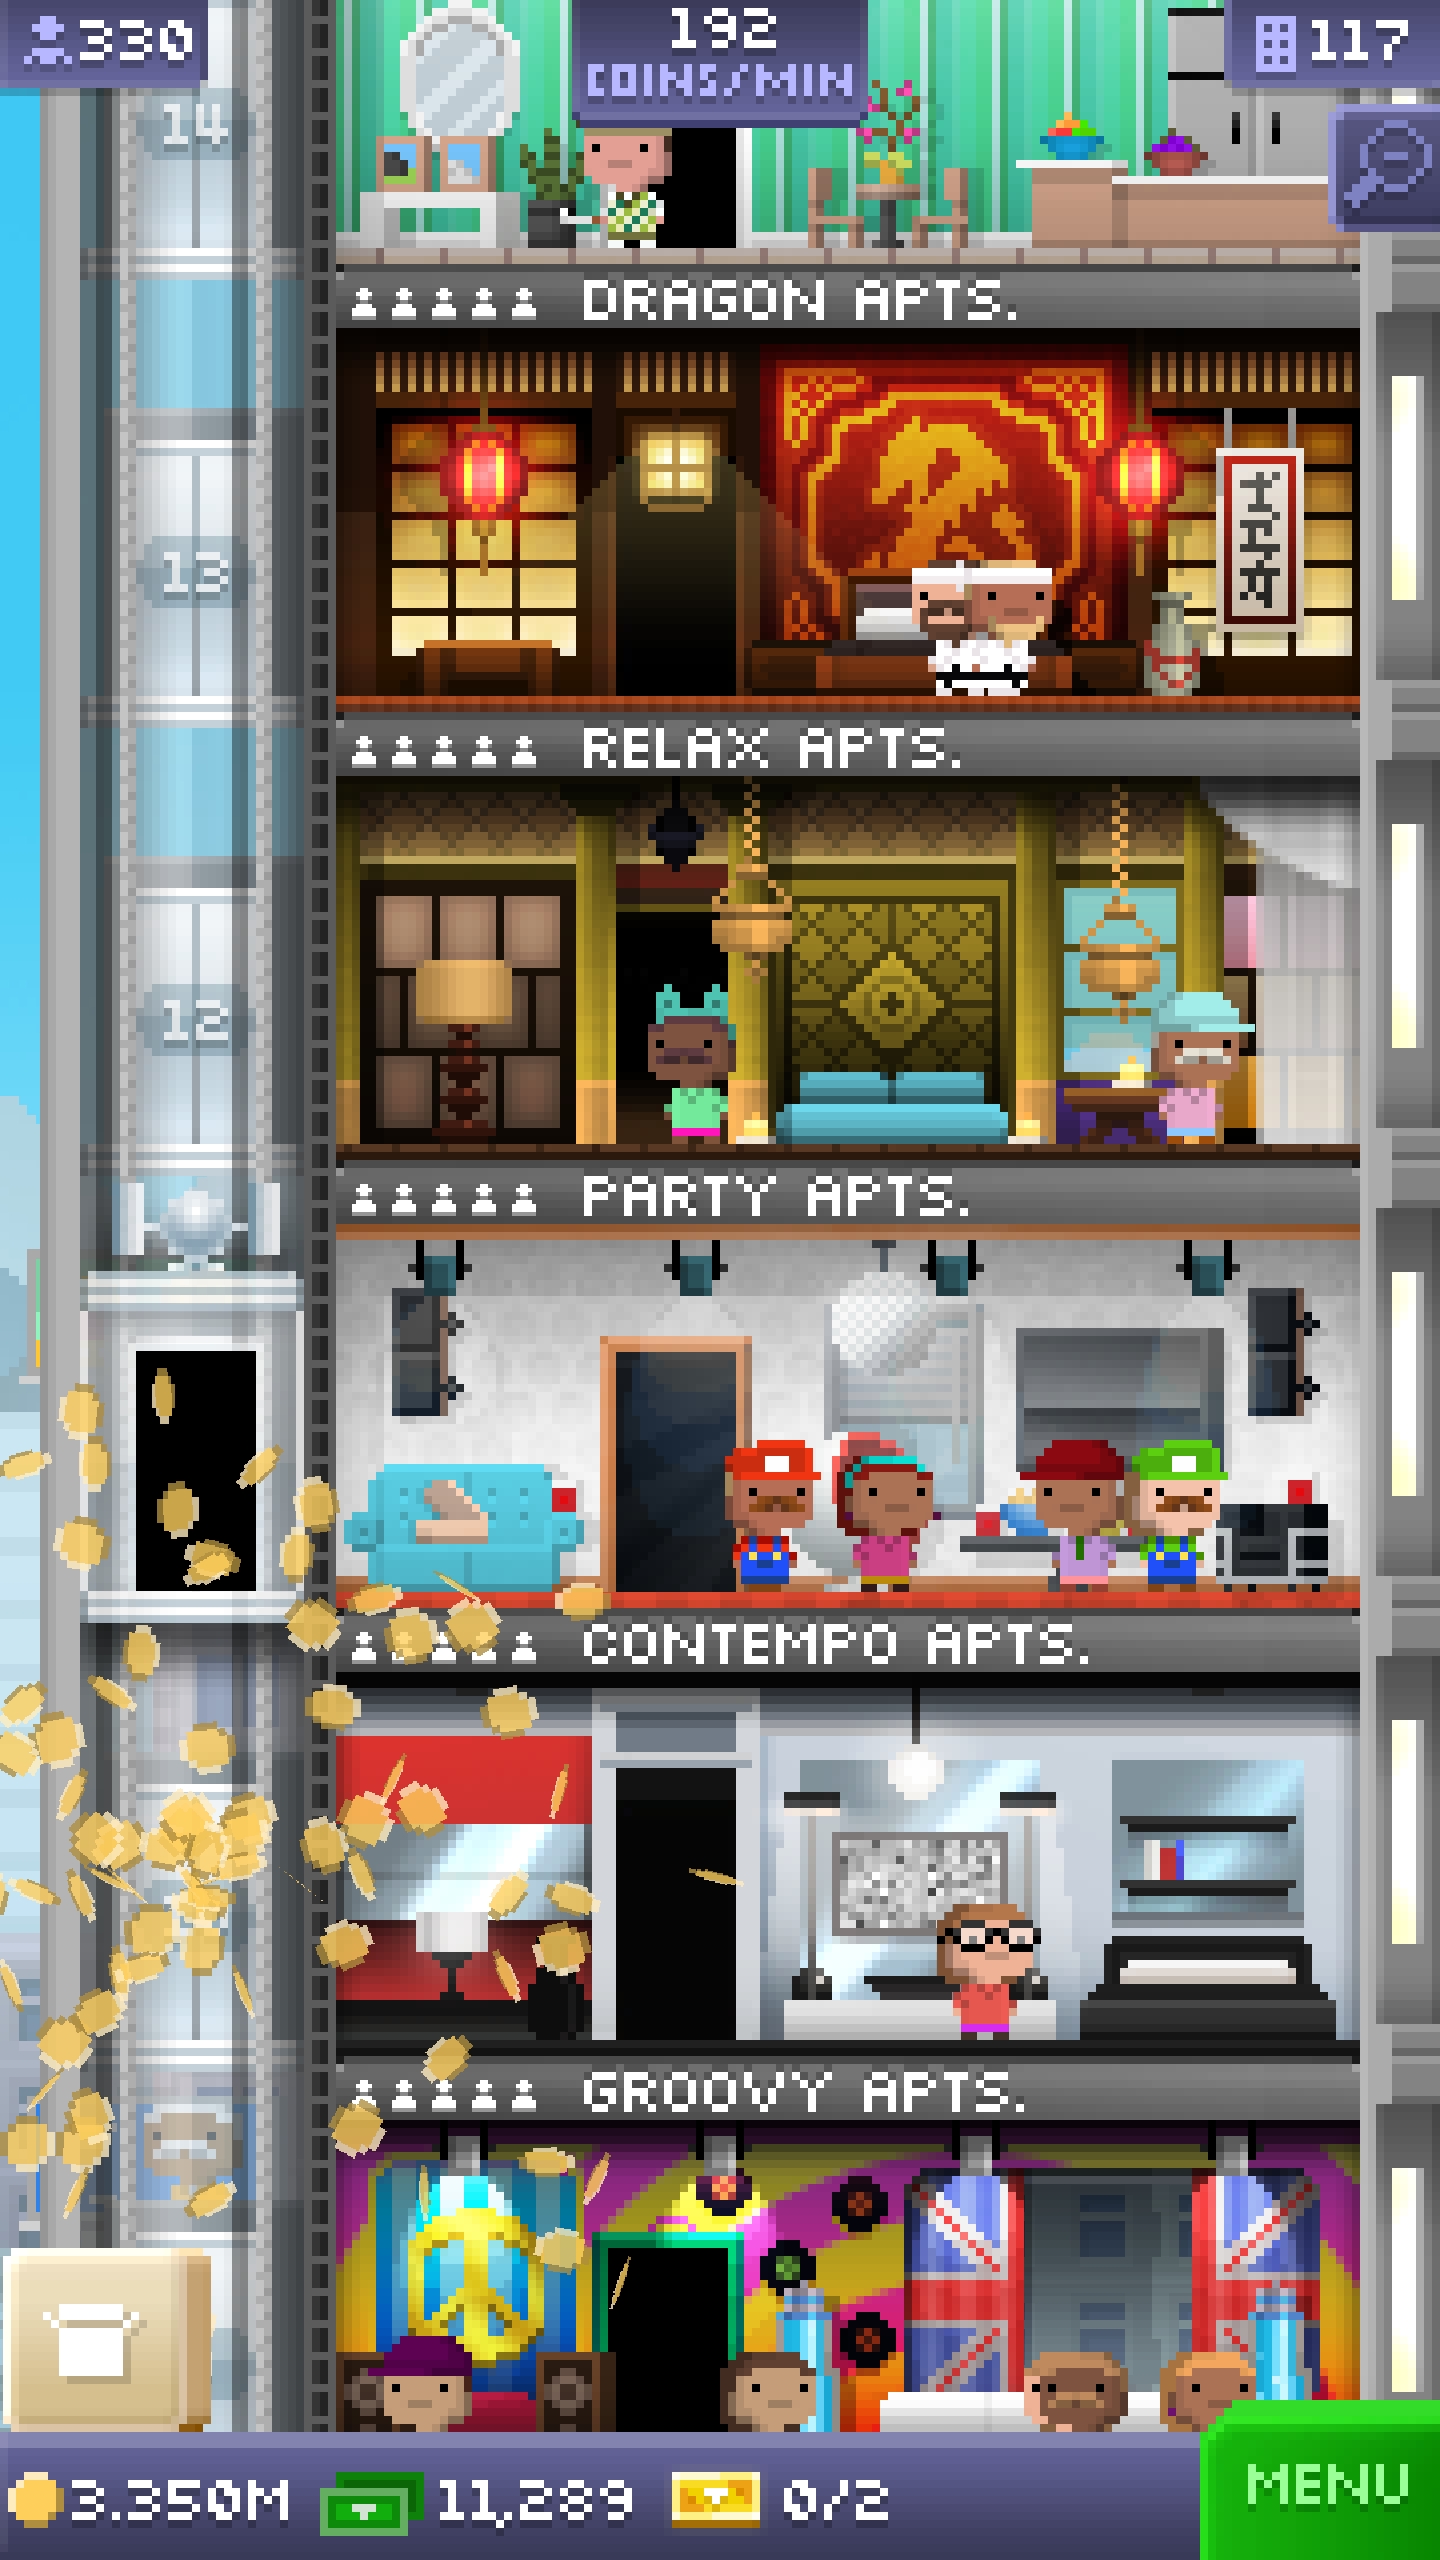 330
192
COINS/MIN
117
14
DRAGON APTS.
13
RELAX APTS.
12
PARTY APTS.
CONTEMPO APTS.
GROOVY APTS.
3.350M
11,289
0/2
MENU